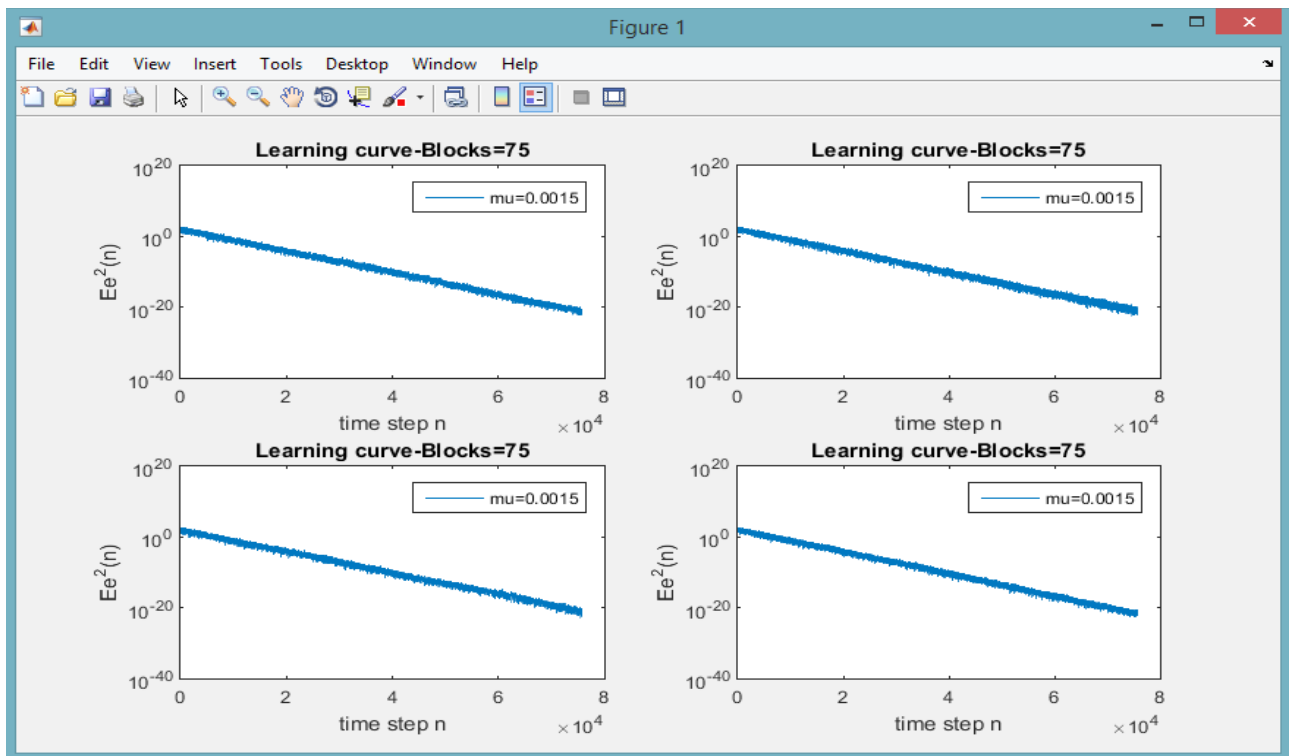 Figure 1
File Edit View Insert Tools Desktop Window Help
Learning curve-Blocks=75
10^20
10^0
10^-20
10^-40
Ee^2(n)
mu=0.0015
0 2 4 6 8
time step n
×10^4
Learning curve-Blocks=75
10^20
10^0
10^-20
10^-40
Ee^2(n)
mu=0.0015
0 2 4 6 8
time step n
×10^4
Learning curve-Blocks=75
10^20
10^0
10^-20
10^-40
Ee^2(n)
mu=0.0015
0 2 4 6 8
time step n
×10^4
Learning curve-Blocks=75
10^20
10^0
10^-20
10^-40
Ee^2(n)
mu=0.0015
0 2 4 6 8
time step n
×10^4